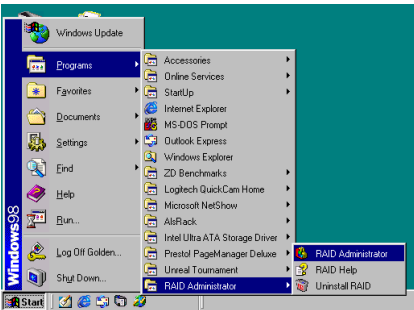 Windows Update
Programs
Favorites
Documents
Settings
Find
Help
Run...
Log Off Golden...
Shut Down...
Windows98
Accessories
Online Services
StartUp
Internet Explorer
MS-DOS Prompt
Outlook Express
Windows Explorer
ZD Benchmarks
Logitech QuickCam Home
Microsoft NetShow
AlsRack
Intel Ultra ATA Storage Driver
Presto! PageManager Deluxe
Unreal Tournament
RAID Administrator
RAID Administrator
RAID Help
Uninstall RAID
Start